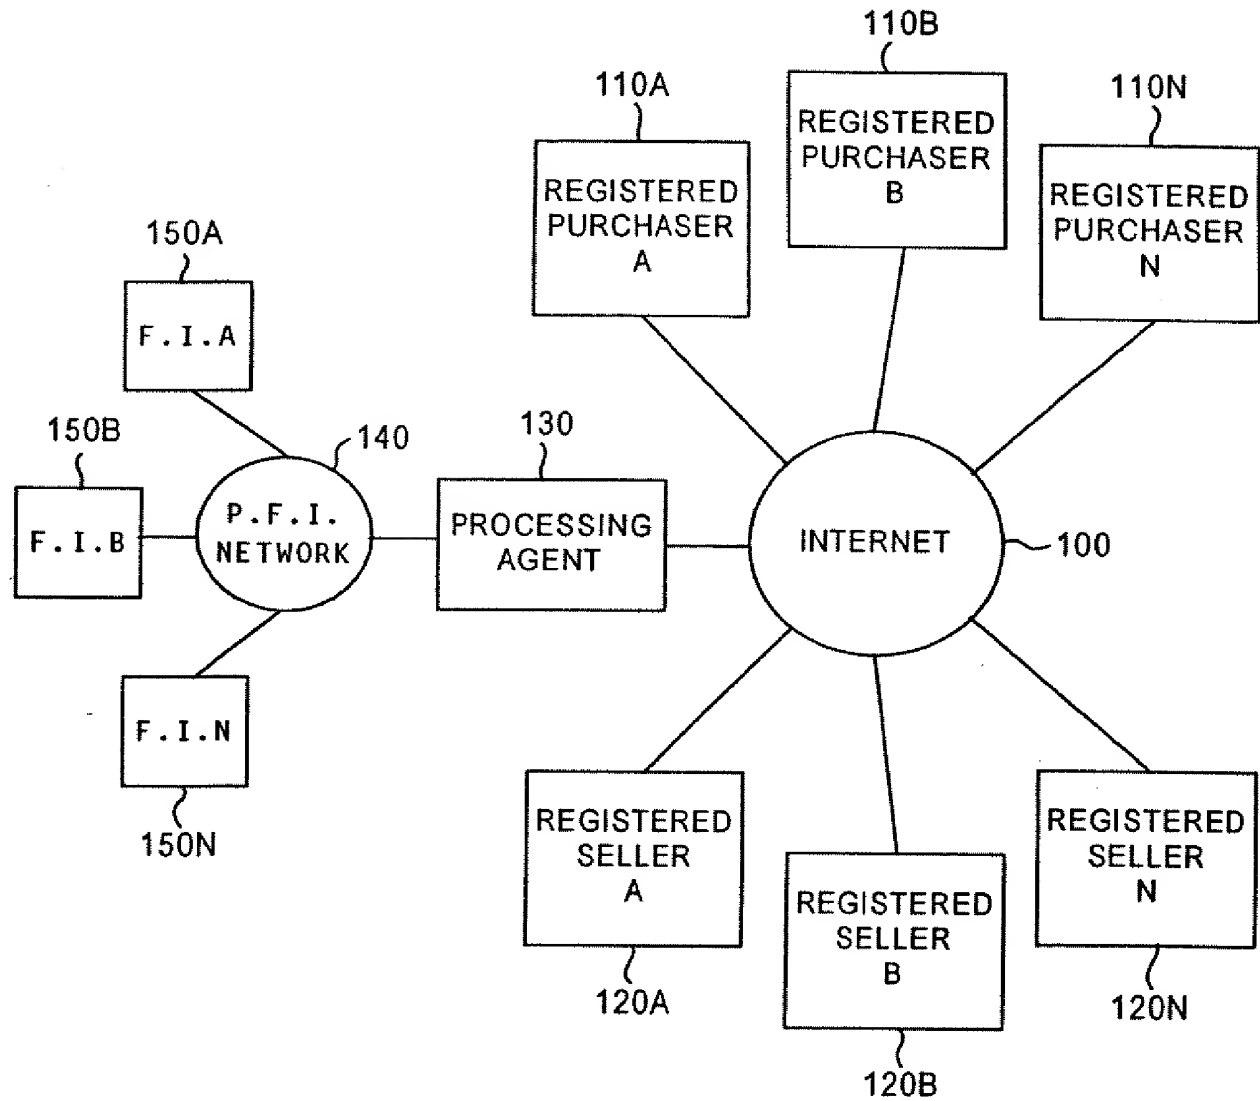 110B
110A
110N
REGISTERED
PURCHASER
B
REGISTERED
PURCHASER
A
REGISTERED
PURCHASER
N
150A
F.I.A
150B
F.I.B
140
P.F.I.
NETWORK
130
PROCESSING
AGENT
INTERNET
100
F.I.N
150N
REGISTERED
SELLER
A
120A
REGISTERED
SELLER
B
120B
REGISTERED
SELLER
N
120N